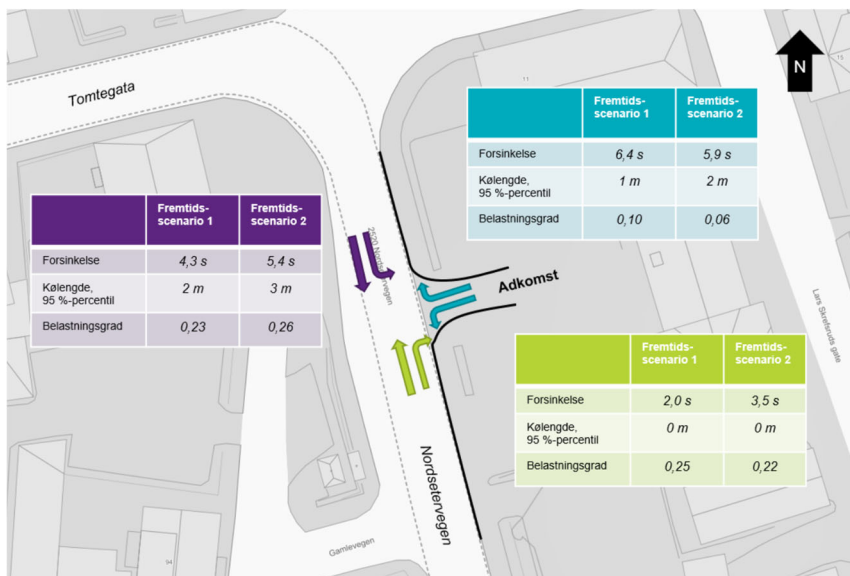 Tomtegata
N
11
15
Fremtids-
scenario 1
Fremtids-
scenario 2
Forsinkelse 6,4 s 5,9 s
Kølengde,
95 %-percentil 1 m 2 m
Belastningsgrad 0,10 0,06
Fremtids-
scenario 1
Fremtids-
scenario 2
Forsinkelse 4,3 s 5,4 s
Kølengde,
95 %-percentil 2 m 3 m
Belastningsgrad 0,23 0,26
Adkomst
Lars Skrefsruds gate
Fremtids-
scenario 1
Fremtids-
scenario 2
Forsinkelse 2,0 s 3,5 s
Kølengde,
95 %-percentil 0 m 0 m
Belastningsgrad 0,25 0,22
Nordsetervegen
Gamlevegen